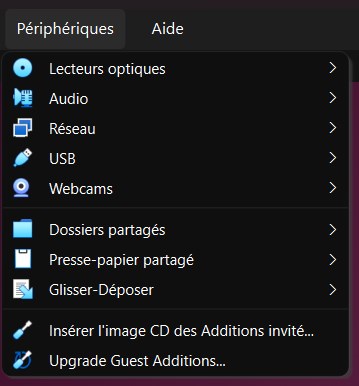 Périphériques Aide
Lecteurs optiques
Audio
Réseau
USB
Webcams
Dossiers partagés
Presse-papier partagé
Glisser-Déposer
Insérer l'image CD des Additions invité...
Upgrade Guest Additions...